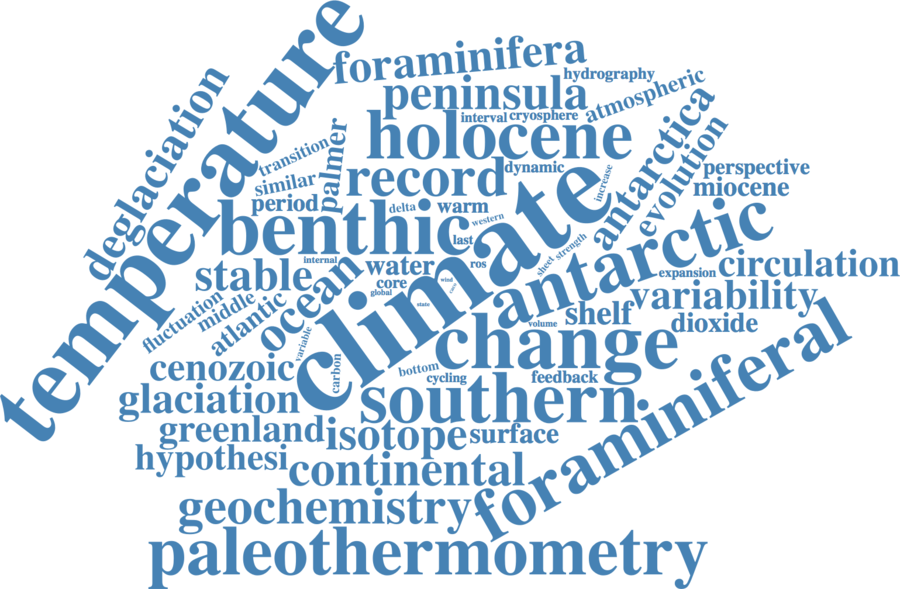 temperature
foraminifera
hydrography
deglaciation
peninsula
atmospheric
interval
cryosphere
holocene
transition
palmer
similar
record
dynamic
increase
antarctica
evolution
perspective
miocene
period
benthic
delta
warm
western
last
climate
strength
sheet
antarctic
stable
internal
water
ros
expansion
circulation
core
global
wind
state
ocean
fluctuation
middle
atlantic
variable
variability
shelf
volume
dioxide
change
cenozoic
carbon
bottom
cycling
feedback
glaciation
southern
foraminiferal
greenland
isotope
surface
hypothesi
continental
geochemistry
paleothermometry